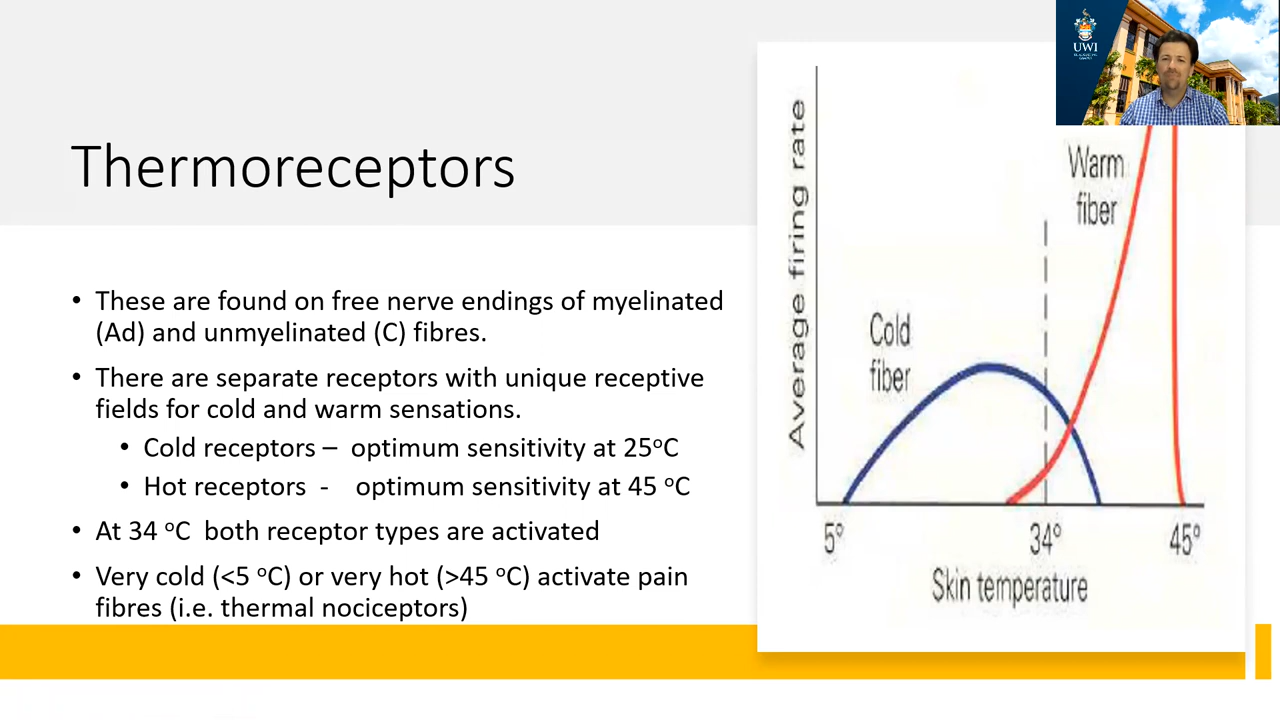 UWI
Thermoreceptors
• These are found on free nerve endings of myelinated
(Ad) and unmyelinated (C) fibres.
• There are separate receptors with unique receptive
fields for cold and warm sensations.
• Cold receptors – optimum sensitivity at 25ºC
• Hot receptors - optimum sensitivity at 45 ºC
• At 34 ºC both receptor types are activated
• Very cold (<5 ºC) or very hot (>45 ºC) activate pain
fibres (i.e. thermal nociceptors)
Average firing rate
Warm
fiber
Cold
fiber
5º 34º 45º
Skin temperature